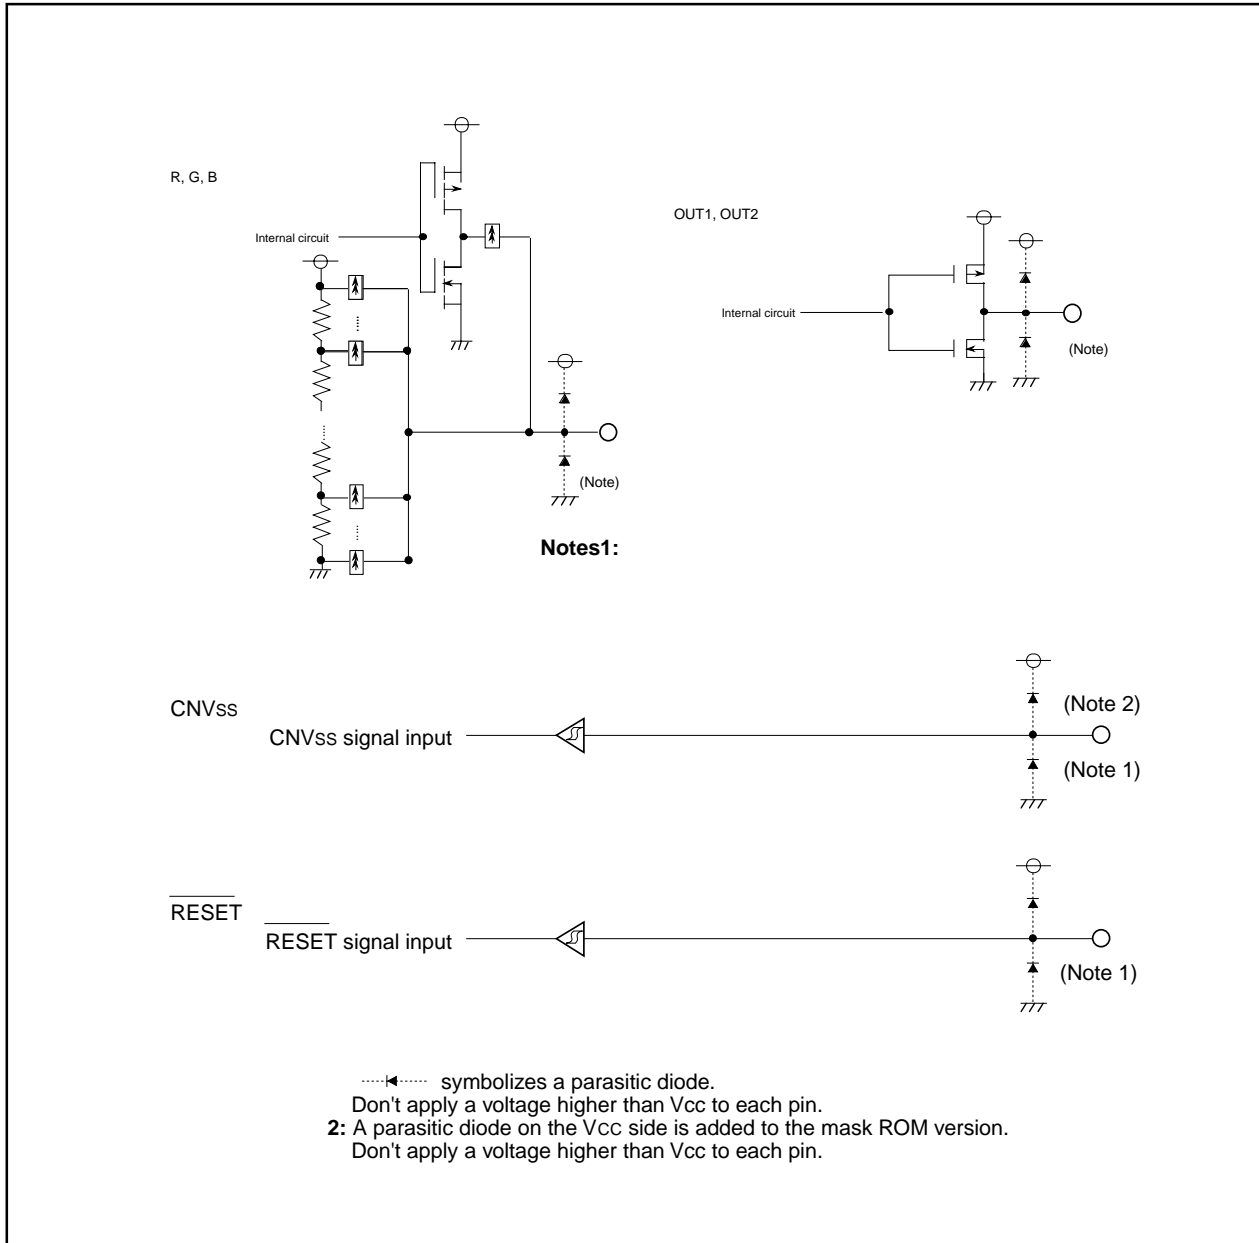 R, G, B
Internal circuit
(Note)
OUT1, OUT2
Internal circuit
(Note)
Notes1:
CNVss
CNVss signal input
(Note 2)
(Note 1)
RESET
RESET signal input
(Note 1)
symbolizes a parasitic diode.
Don't apply a voltage higher than Vcc to each pin.
2: A parasitic diode on the Vcc side is added to the mask ROM version.
Don't apply a voltage higher than Vcc to each pin.